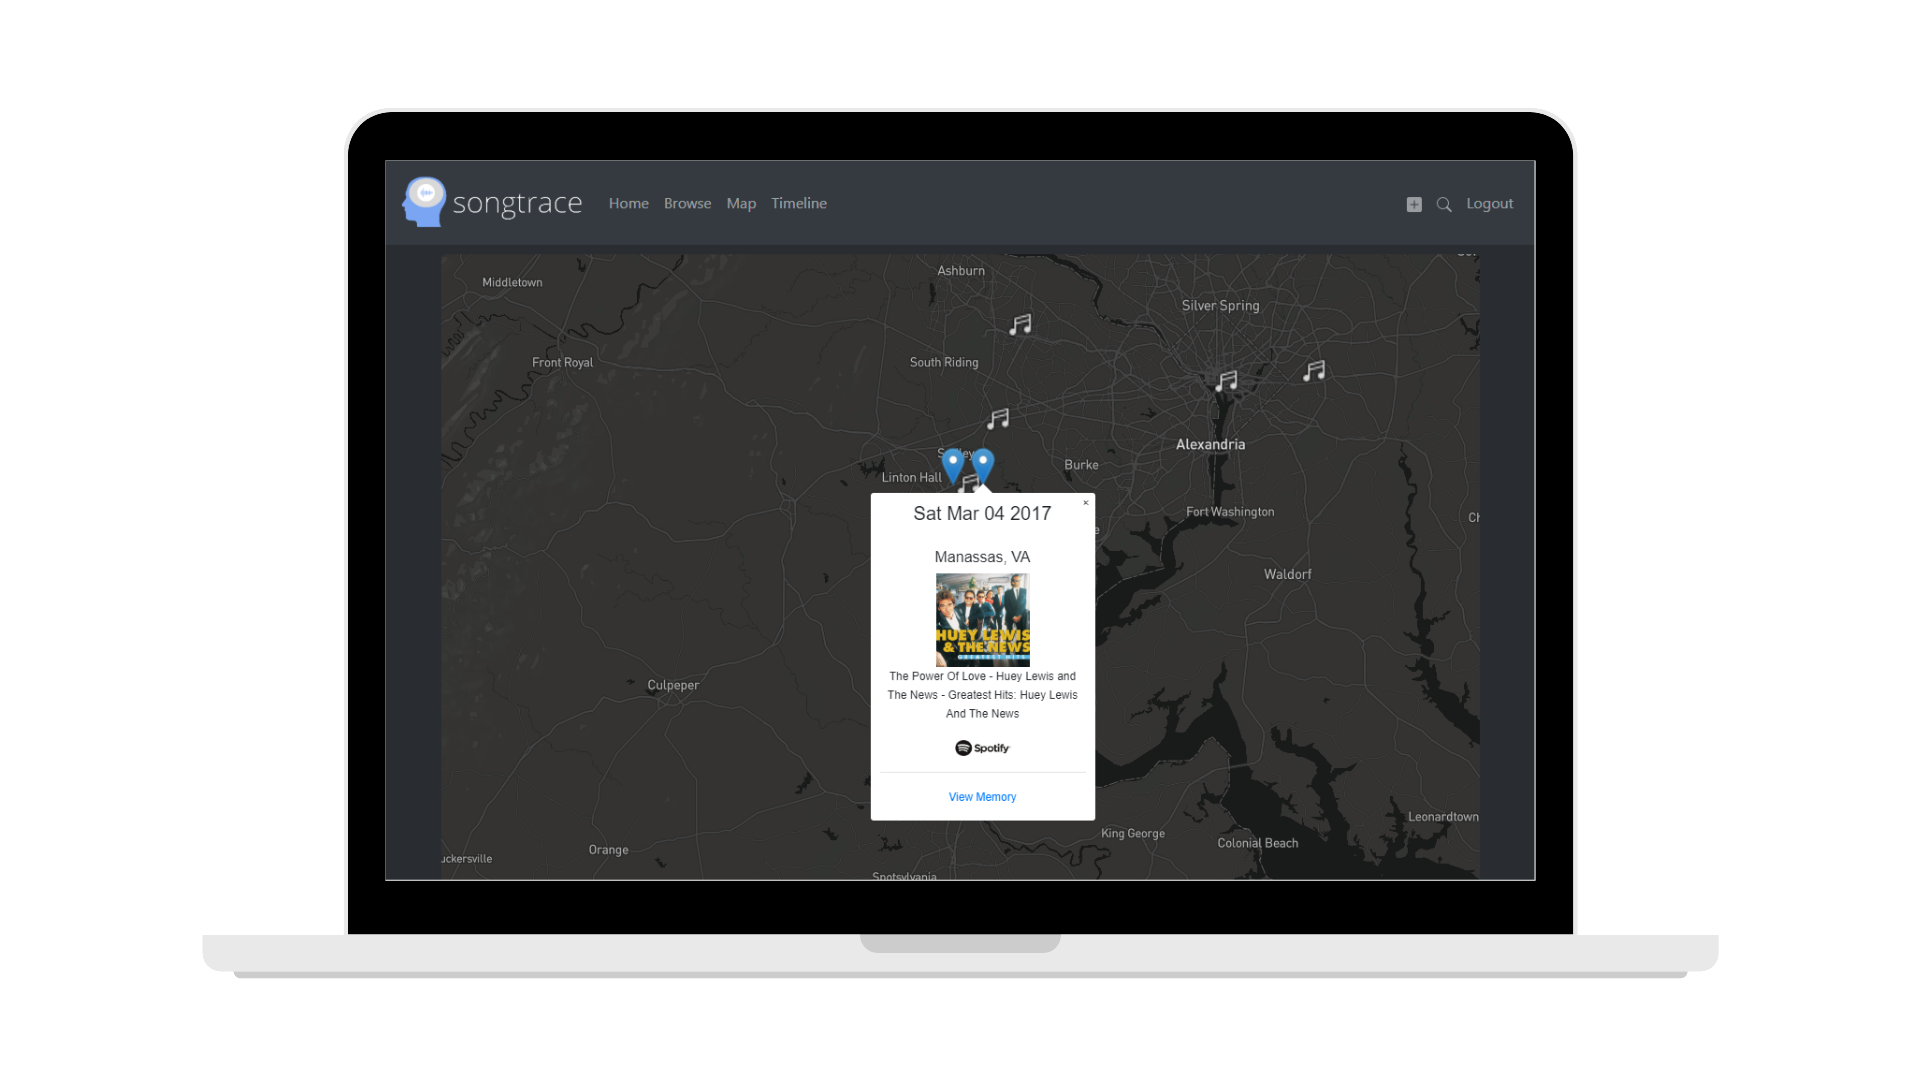 songtrace
Home Browse Map Timeline
Logout
Ashburn
Middletown
Silver Spring
Front Royal
South Riding
Alexandria
Burke
Linton Hall
Fort Washington
Sat Mar 04 2017
×
Manassas, VA
Waldorf
HUEY LEWIS
& THE NEWS
GREATEST HITS
The Power Of Love - Huey Lewis and
The News - Greatest Hits: Huey Lewis
And The News
Culpeper
Spotify
View Memory
Leonardtown
King George
Colonial Beach
Orange
uckersville
Spotsylvania